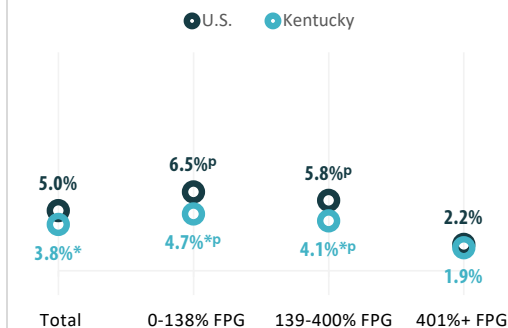 U.S. Kentucky
6.5%ᵖ
5.8%ᵖ
5.0%
2.2%
3.8%*
4.7%*ᵖ
4.1%*ᵖ
1.9%
Total 0-138% FPG 139-400% FPG 401%+ FPG